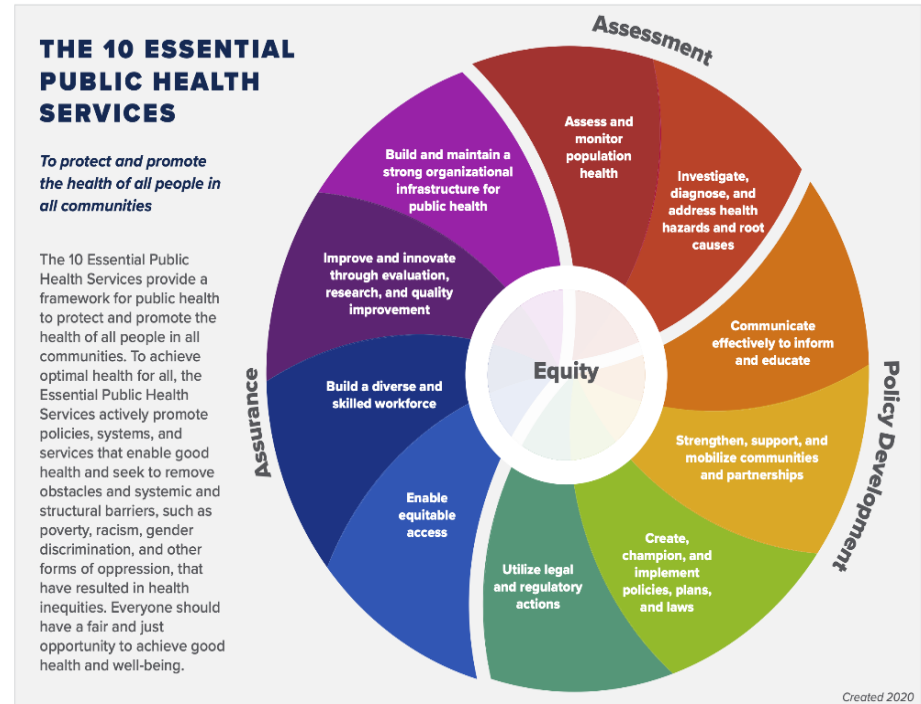 THE 10 ESSENTIAL
PUBLIC HEALTH
SERVICES
To protect and promote
the health of all people in
all communities
The 10 Essential Public
Health Services provide a
framework for public health
to protect and promote the
health of all people in all
communities. To achieve
optimal health for all, the
Essential Public Health
Services actively promote
policies, systems, and
services that enable good
health and seek to remove
obstacles and systemic and
structural barriers, such as
poverty, racism, gender
discrimination, and other
forms of oppression, that
have resulted in health
inequities. Everyone should
have a fair and just
opportunity to achieve good
health and well-being.
Assessment
Assess and
monitor
population
health
Investigate,
diagnose, and
address health
hazards and root
causes
Policy Development
Communicate
effectively to inform
and educate
Strengthen, support, and
mobilize communities
and partnerships
Create,
champion, and
implement
policies, plans,
and laws
Utilize legal
and regulatory
actions
Assurance
Enable
equitable
access
Build a diverse and
skilled workforce
Improve and innovate
through evaluation,
research, and quality
improvement
Build and maintain a
strong organizational
infrastructure for
public health
Equity
Created 2020